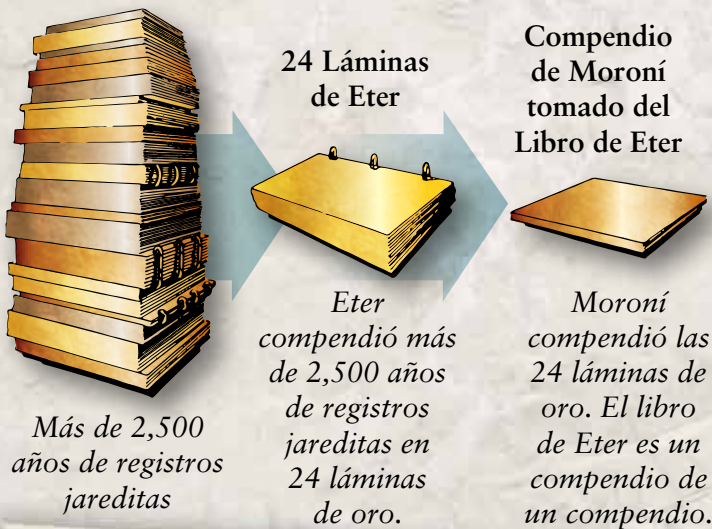 Más de 2,500
años de registros
jareditas
24 Láminas
de Eter
Eter
compendió más
de 2,500 años
de registros
jareditas en
24 láminas
de oro.
Compendio
de Moroní
tomado del
Libro de Eter
Moroní
compendió las
24 láminas de
oro. El libro
de Eter es un
compendio de
un compendio.